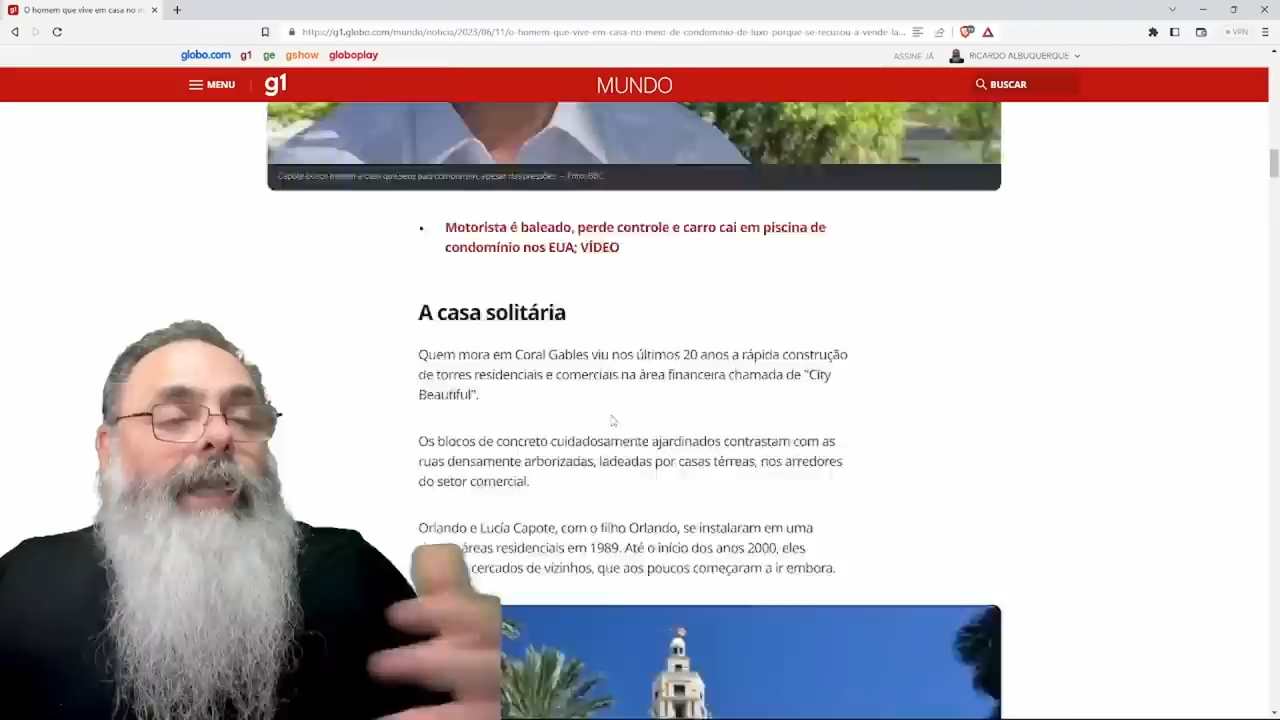 O homem que vive em casa no m
https://g1.globo.com/mundo/noticia/2023/06/11/o-homem-que-vive-em-casa-no-meio-de-condominio-de-luxo-porque-se-recusou-a-vende-la...
VPN
globo.com g1 ge gshow globoplay
ASSINE JÁ
RICARDO ALBUQUERQUE
MENU
g1
MUNDO
BUSCAR
Motorista é baleado, perde controle e carro cai em piscina de
condomínio nos EUA; VÍDEO
A casa solitária
Quem mora em Coral Gables viu nos últimos 20 anos a rápida construção
de torres residenciais e comerciais na área financeira chamada de "City
Beautiful".
Os blocos de concreto cuidadosamente ajardinados contrastam com as
ruas densamente arborizadas, ladeadas por casas térreas, nos arredores
do setor comercial.
Orlando e Lucía Capote, com o filho Orlando, se instalaram em uma
áreas residenciais em 1989. Até o início dos anos 2000, eles
cercados de vizinhos, que aos poucos começaram a ir embora.